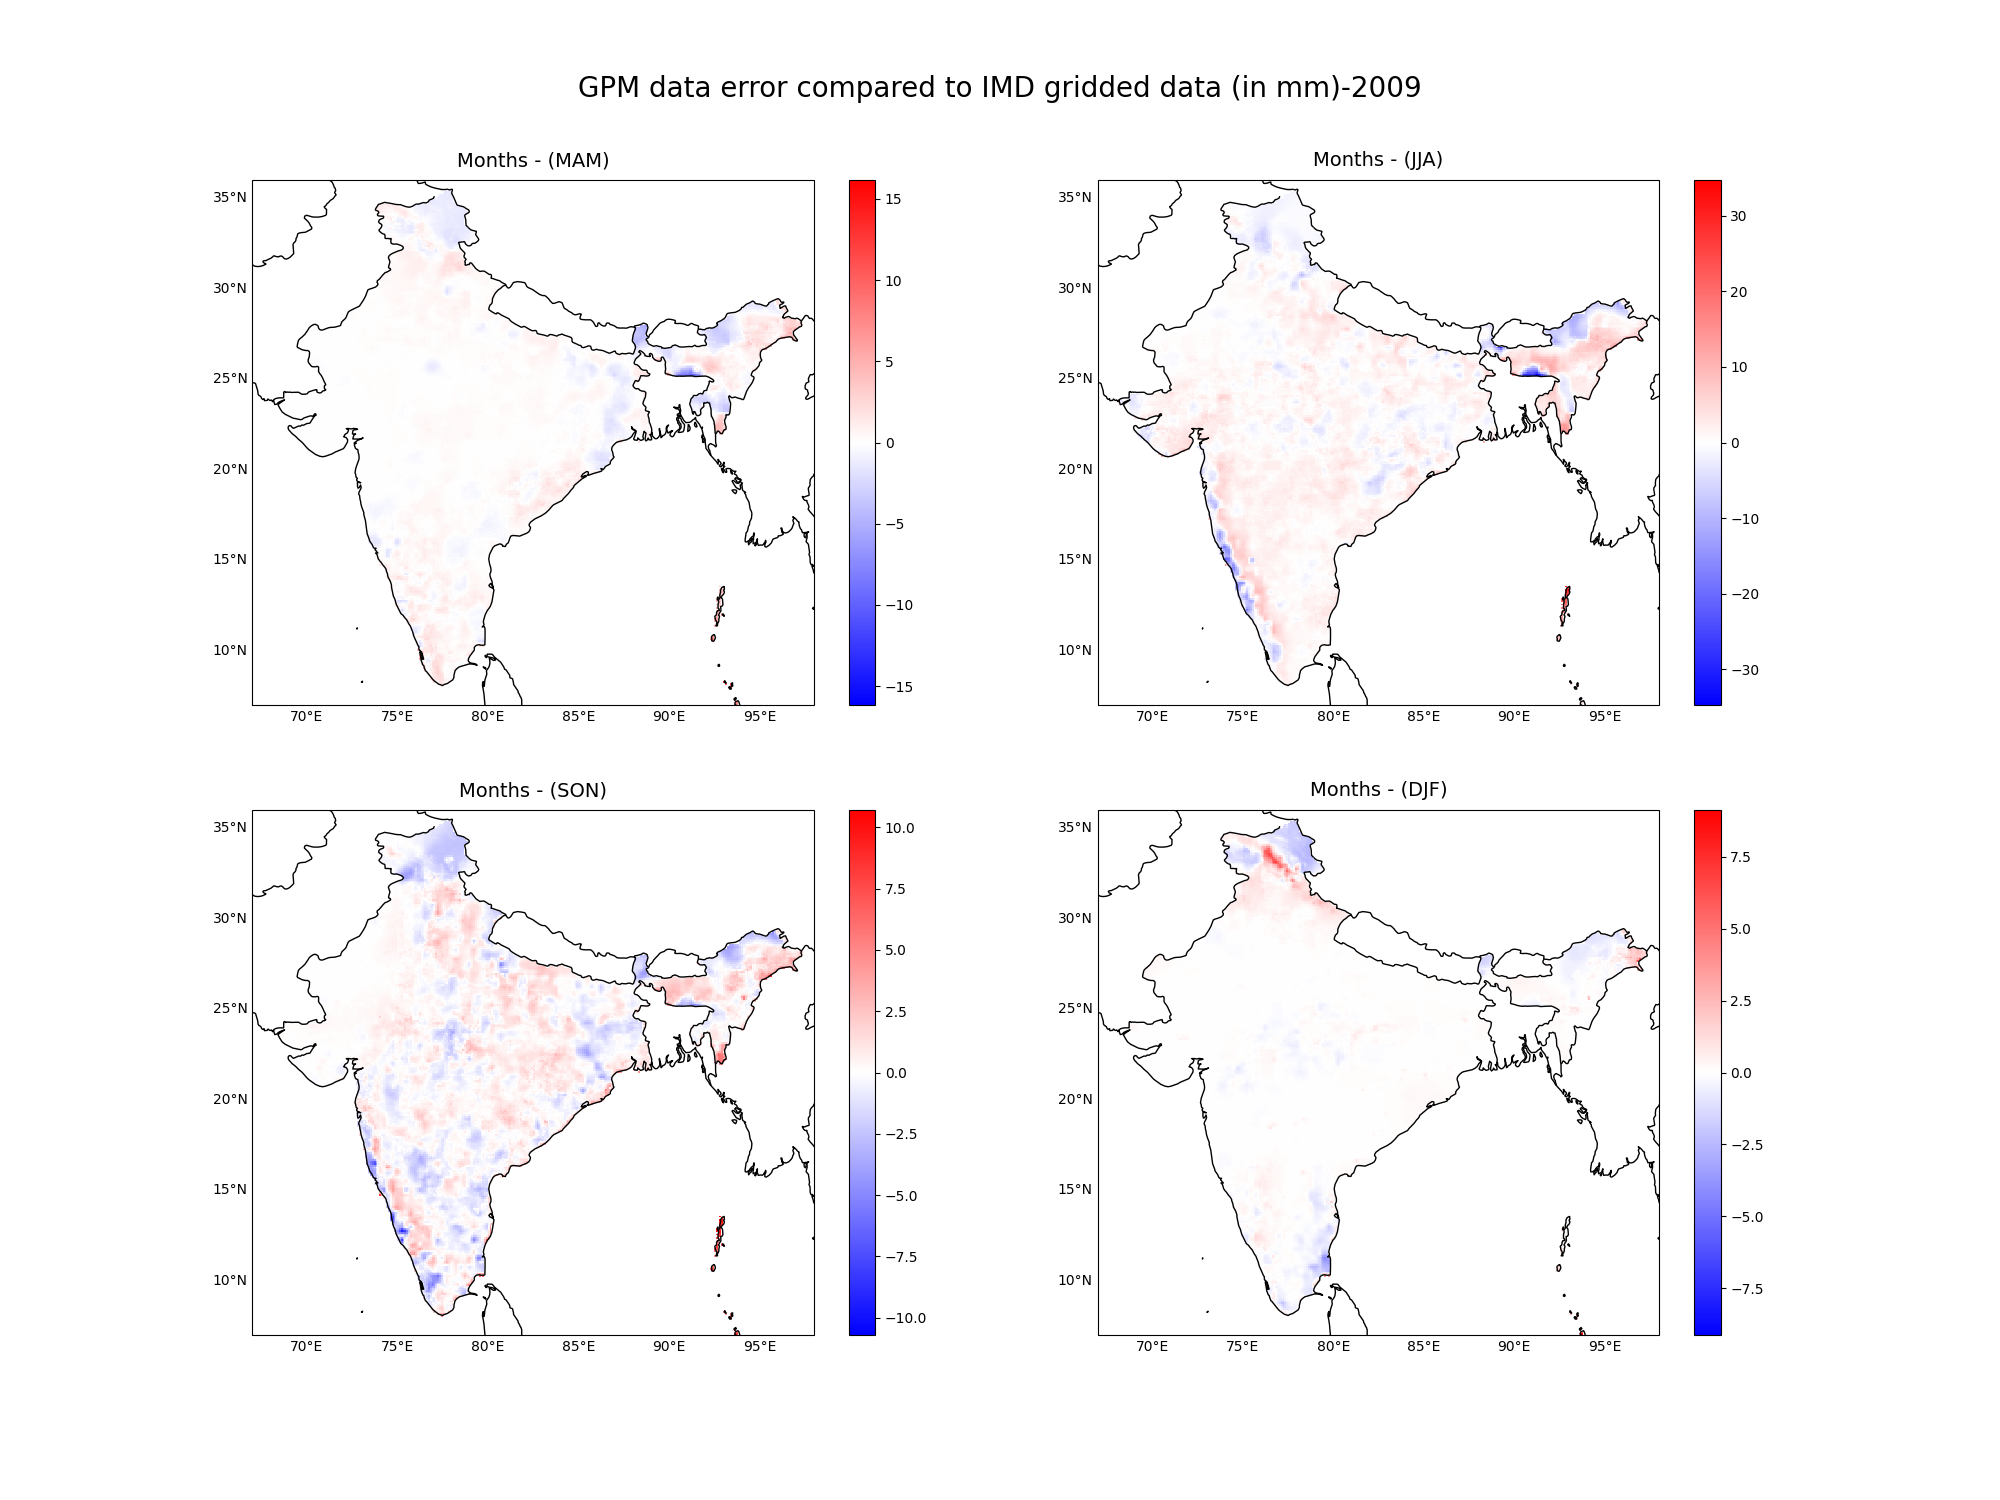 GPM data error compared to IMD gridded data (in mm)-2009
Months - (MAM)
35°N
30°N
25°N
20°N
15°N
10°N
70°E 75°E 80°E 85°E 90°E 95°E
15
10
5
0
−5
−10
−15
Months - (JJA)
35°N
30°N
25°N
20°N
15°N
10°N
70°E 75°E 80°E 85°E 90°E 95°E
30
20
10
0
−10
−20
−30
Months - (SON)
35°N
30°N
25°N
20°N
15°N
10°N
70°E 75°E 80°E 85°E 90°E 95°E
10.0
7.5
5.0
2.5
0.0
−2.5
−5.0
−7.5
−10.0
Months - (DJF)
35°N
30°N
25°N
20°N
15°N
10°N
70°E 75°E 80°E 85°E 90°E 95°E
7.5
5.0
2.5
0.0
−2.5
−5.0
−7.5